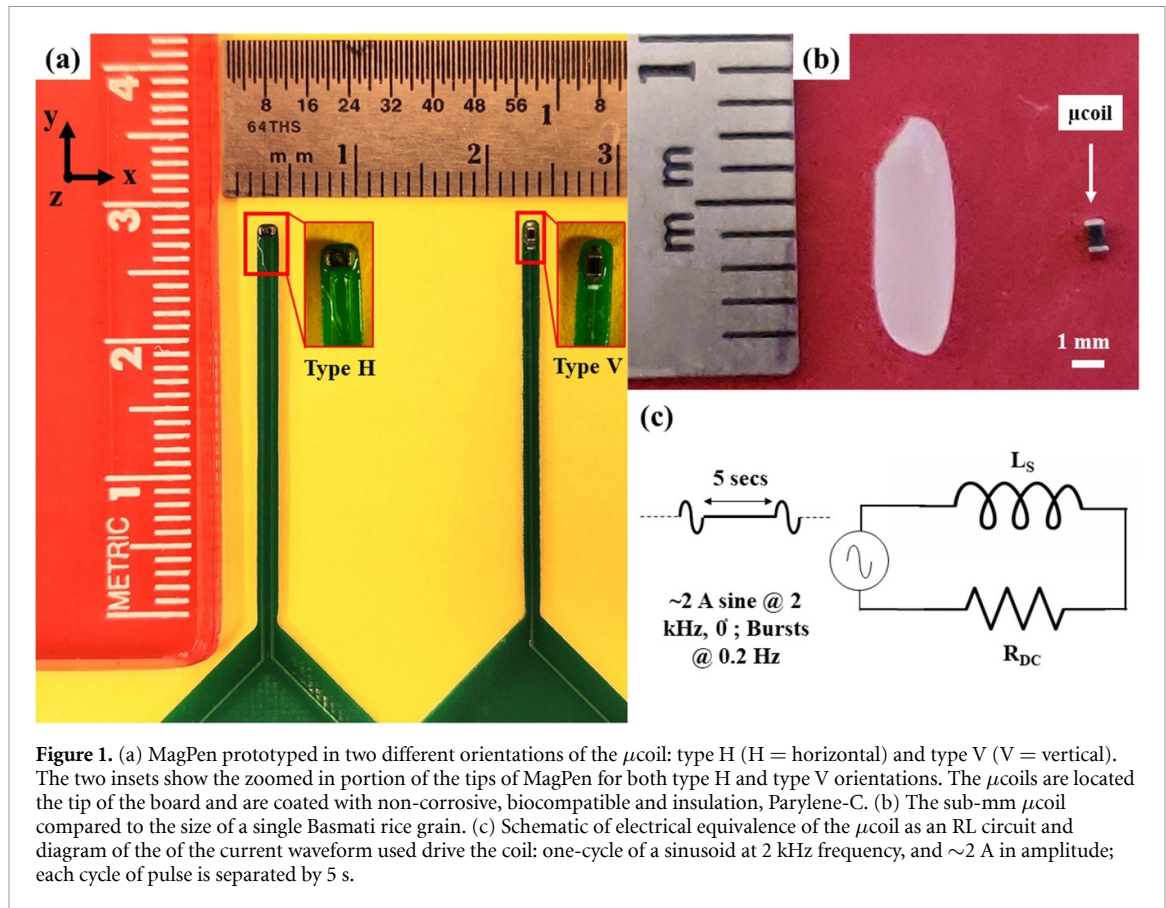 (a)
y
x
z
4
3
2
1
METRIC
8 16 24 32 40 48 56 1 8
64THS
mm 1 2 3
Type H
Type V
1
mm
(b)
μcoil
1 mm
(c)
5 secs
~2 A sine @ 2
kHz, 0°; Bursts
@ 0.2 Hz
L_S
R_DC
Figure 1. (a) MagPen prototyped in two different orientations of the μcoil: type H (H = horizontal) and type V (V = vertical).
The two insets show the zoomed in portion of the tips of MagPen for both type H and type V orientations. The μcoils are located
the tip of the board and are coated with non-corrosive, biocompatible and insulation, Parylene-C. (b) The sub-mm μcoil
compared to the size of a single Basmati rice grain. (c) Schematic of electrical equivalence of the μcoil as an RL circuit and
diagram of the of the current waveform used drive the coil: one-cycle of a sinusoid at 2 kHz frequency, and ∼2 A in amplitude;
each cycle of pulse is separated by 5 s.